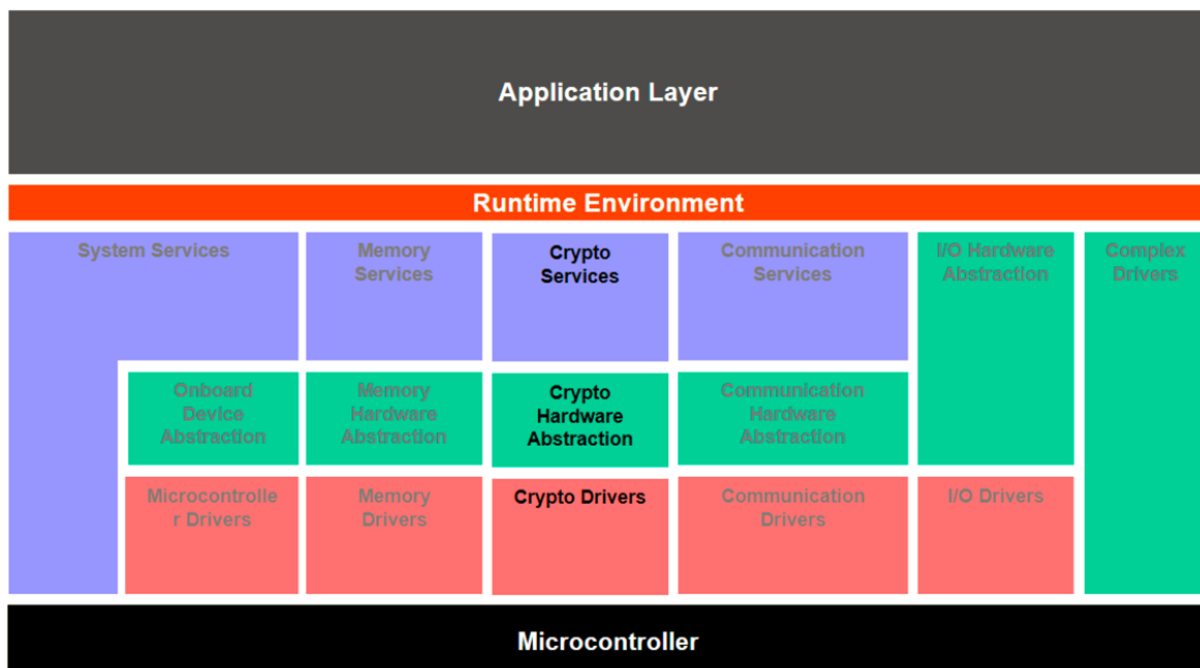 Application Layer
Runtime Environment
System Services
Memory
Services
Crypto
Services
Communication
Services
I/O Hardware
Abstraction
Complex
Drivers
Onboard
Device
Abstraction
Memory
Hardware
Abstraction
Crypto
Hardware
Abstraction
Communication
Hardware
Abstraction
Microcontrolle
r Drivers
Memory
Drivers
Crypto Drivers
Communication
Drivers
I/O Drivers
Microcontroller